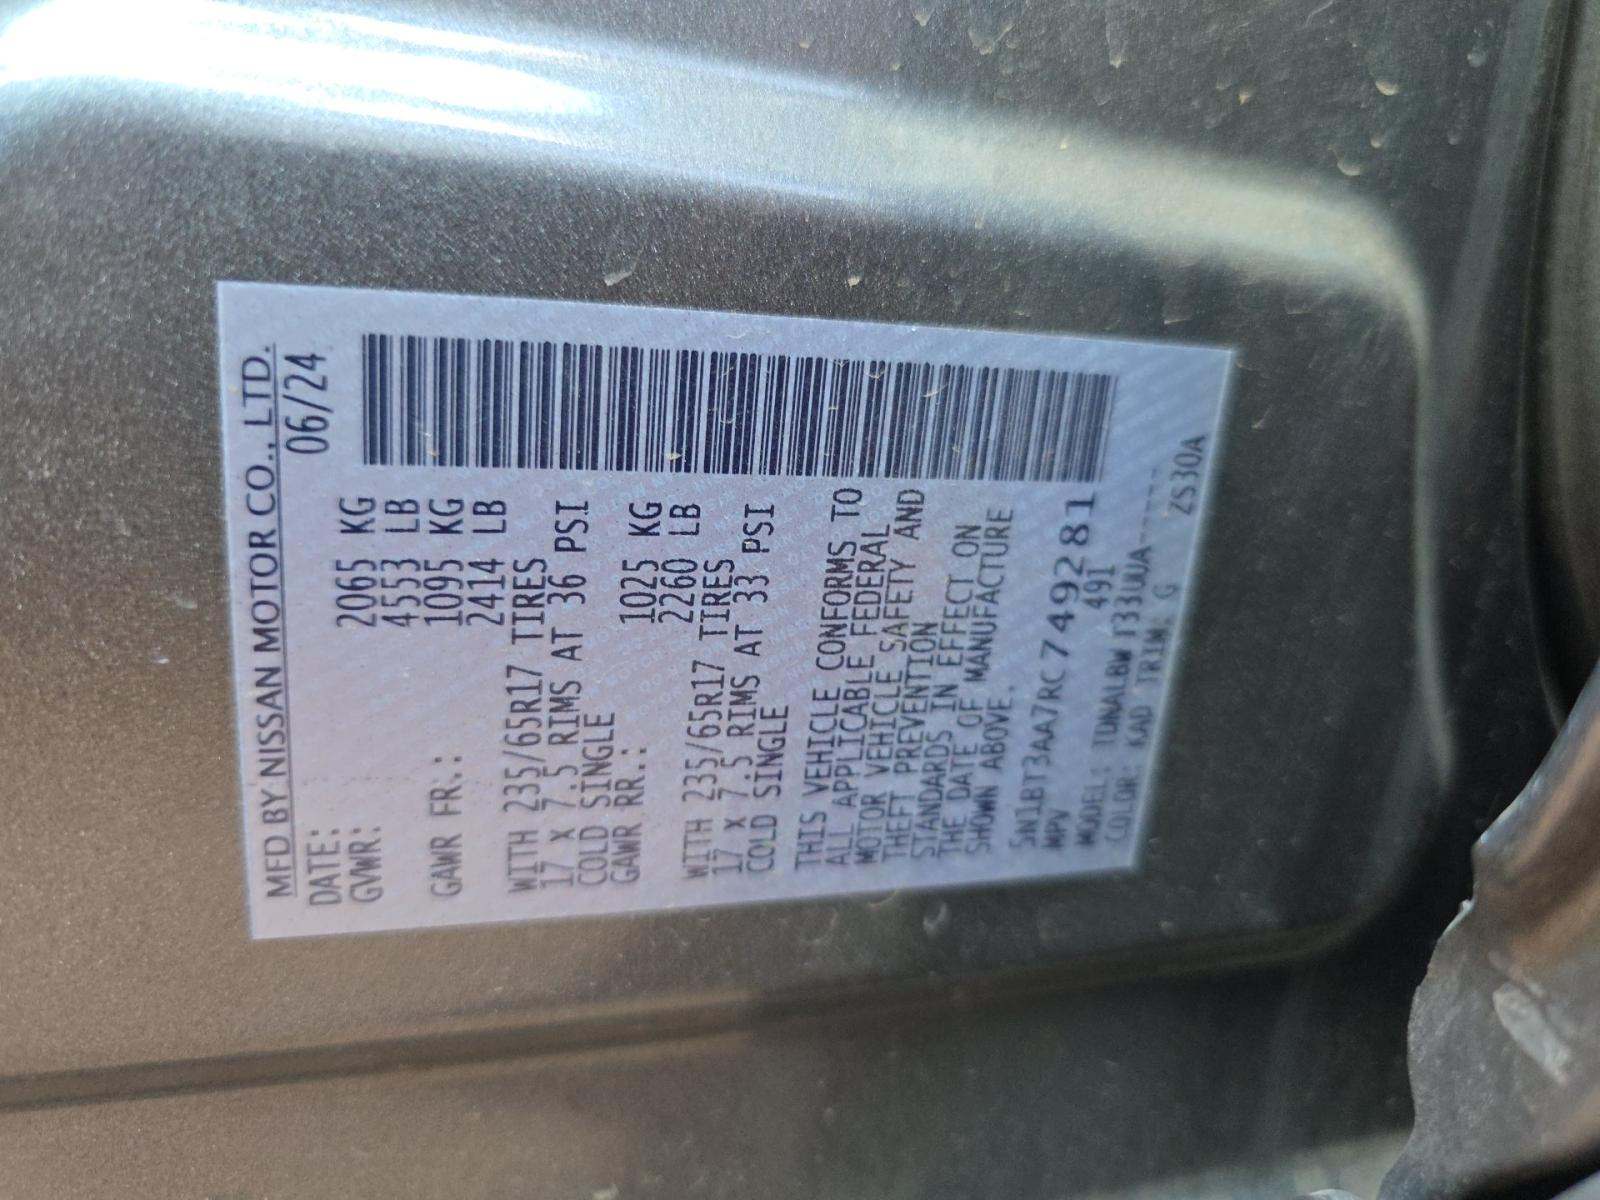 MFD BY NISSAN MOTOR CO., LTD.
DATE: 06/24
GVWR: 2065 KG
4553 LB
GAWR FR.: 1095 KG
2414 LB
WITH 235/65R17 TIRES
17 x 7.5 RIMS AT 36 PSI
COLD SINGLE
GAWR RR.: 1025 KG
2260 LB
WITH 235/65R17 TIRES
17 x 7.5 RIMS AT 33 PSI
COLD SINGLE
THIS VEHICLE CONFORMS TO
ALL APPLICABLE FEDERAL
MOTOR VEHICLE SAFETY AND
THEFT PREVENTION
STANDARDS IN EFFECT ON
THE DATE OF MANUFACTURE
SHOWN ABOVE.
5N1BT3AA7RC749281
MPV 491
MODEL:
COLOR: KAD TRIM. G ZS30A